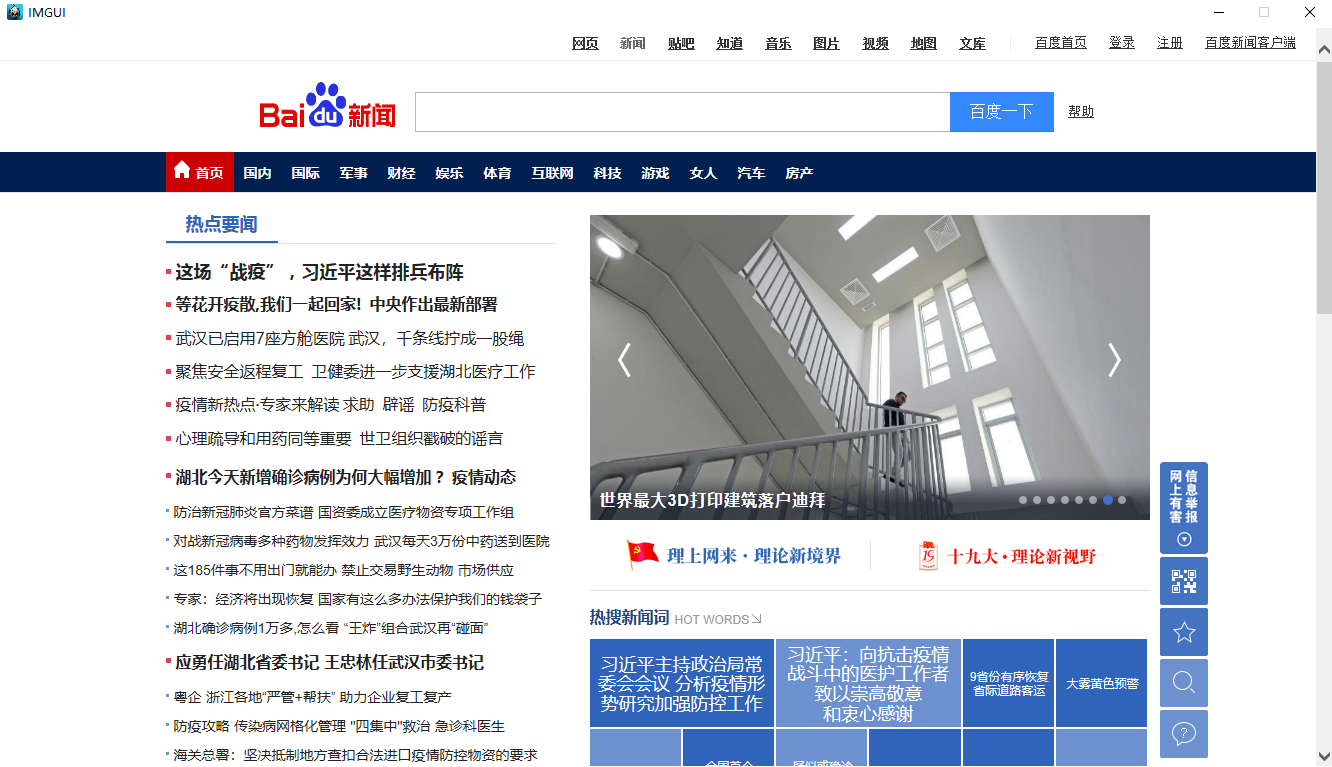 IMGUI
网页 新闻 贴吧 知道 音乐 图片 视频 地图 文库 百度首页 登录 注册 百度新闻客户端
Bai du 新闻 百度一下 帮助
首页 国内 国际 军事 财经 娱乐 体育 互联网 科技 游戏 女人 汽车 房产
热点要闻
这场“战疫”，习近平这样排兵布阵
等花开疫散,我们一起回家! 中央作出最新部署
武汉已启用7座方舱医院 武汉，千条线拧成一股绳
聚焦安全返程复工 卫健委进一步支援湖北医疗工作
疫情新热点·专家来解读 求助 辟谣 防疫科普
心理疏导和用药同等重要 世卫组织戳破的谣言
湖北今天新增确诊病例为何大幅增加？ 疫情动态
防治新冠肺炎官方菜谱 国资委成立医疗物资专项工作组
对战新冠病毒多种药物发挥效力 武汉每天3万份中药送到医院
这185件事不用出门就能办 禁止交易野生动物 市场供应
专家：经济将出现恢复 国家有这么多办法保护我们的钱袋子
湖北确诊病例1万多,怎么看 “王炸”组合武汉再“碰面”
应勇任湖北省委书记 王忠林任武汉市委书记
粤企 浙江各地“严管+帮扶” 助力企业复工复产
防疫攻略 传染病网格化管理 "四集中"救治 急诊科医生
海关总署：坚决抵制地方查扣合法进口疫情防控物资的要求
世界最大3D打印建筑落户迪拜
理上网来·理论新境界
19
十九大·理论新视野
热搜新闻词 HOT WORDS
习近平主持政治局常
委会会议 分析疫情形
势研究加强防控工作
习近平：向抗击疫情
战斗中的医护工作者
致以崇高敬意
和衷心感谢
9省份有序恢复
省际道路客运
大雾黄色预警
全国首个
疑似或确诊
网上有害
信息举报